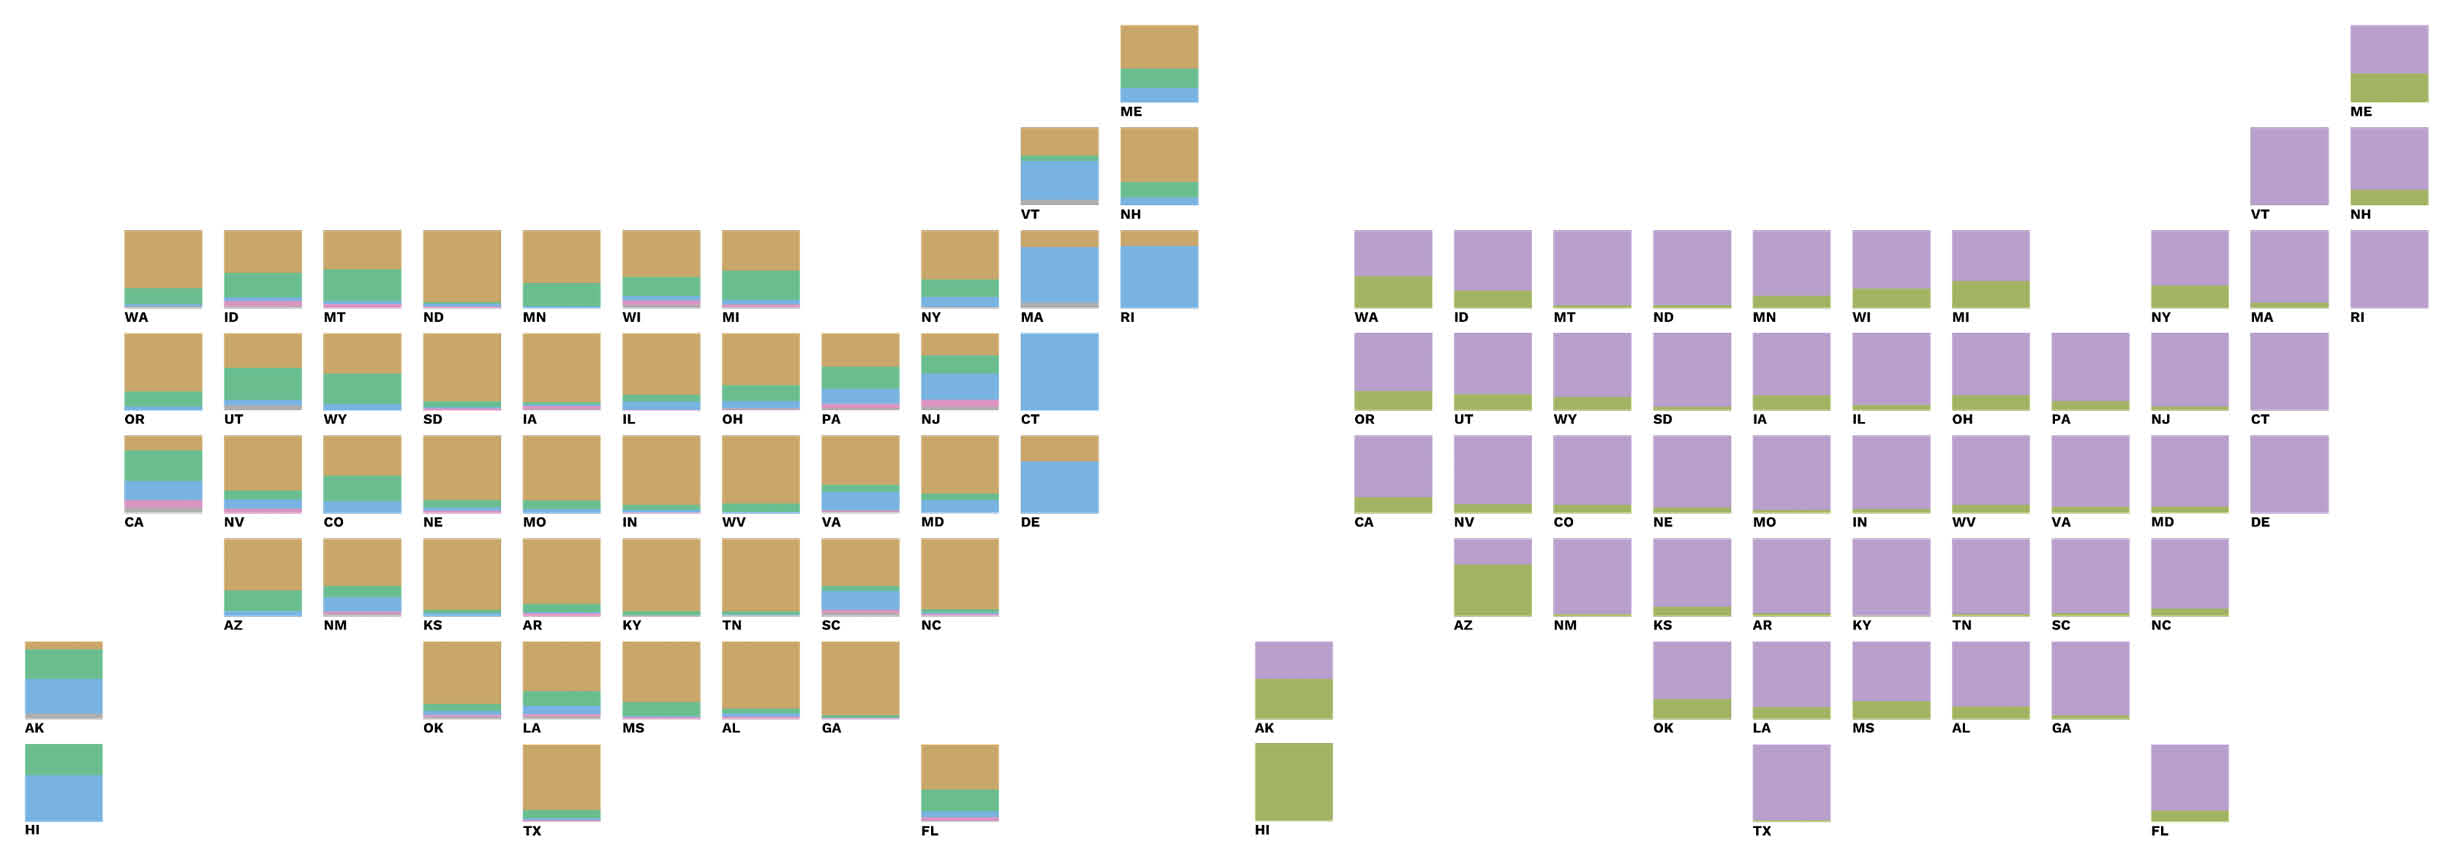 ME ME
VT NH VT NH
WA ID MT ND MN WI MI NY MA RI WA ID MT ND MN WI MI NY MA RI
OR UT WY SD IA IL OH PA NJ CT OR UT WY SD IA IL OH PA NJ CT
CA NV CO NE MO IN WV VA MD DE CA NV CO NE MO IN WV VA MD DE
AZ NM KS AR KY TN SC NC AZ NM KS AR KY TN SC NC
AK OK LA MS AL GA AK OK LA MS AL GA
HI TX FL HI TX FL